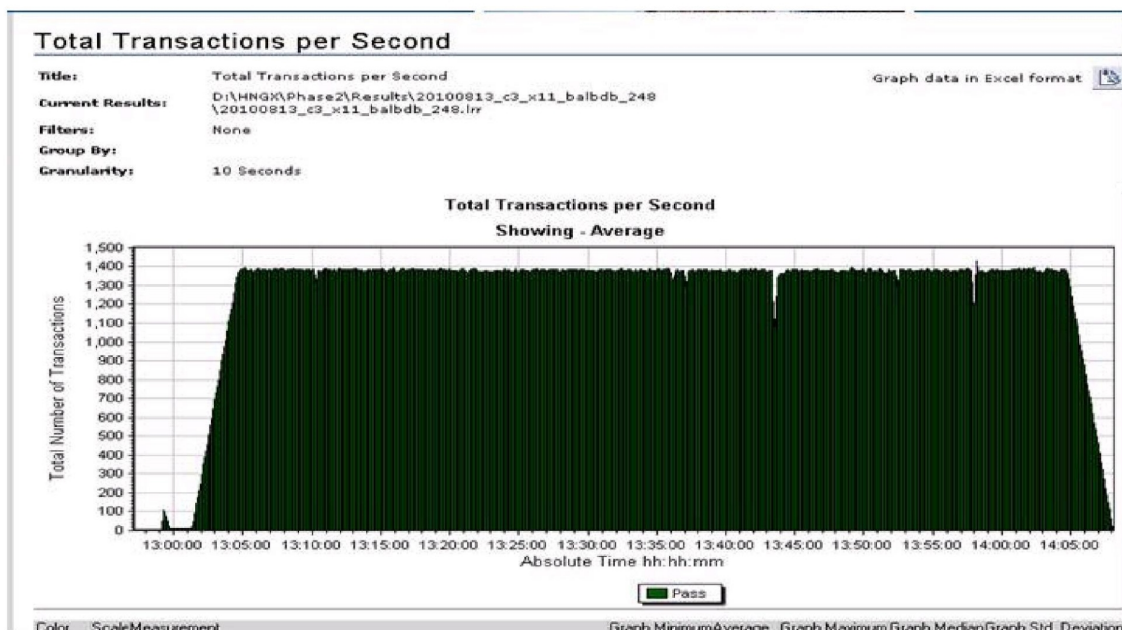 Total Transactions per Second
Title: Total Transactions per Second
Graph data in Excel format
Current Results: D:\HNGX\Phase2\Results\20100813_c3_x11_balbdb_248
\20100813_c3_x11_balbdb_248.lrr
Filters: None
Group By:
Granularity: 10 Seconds
Total Transactions per Second
Showing - Average
Total Number of Transactions
1,500
1,400
1,300
1,200
1,100
1,000
900
800
700
600
500
400
300
200
100
0
13:00:00 13:05:00 13:10:00 13:15:00 13:20:00 13:25:00 13:30:00 13:35:00 13:40:00 13:45:00 13:50:00 13:55:00 14:00:00 14:05:00
Absolute Time hh:hh:mm
Pass
Color ScaleMeasurement Graph MinimumAverage Graph Maximum Graph MedianGraph Std. Deviation